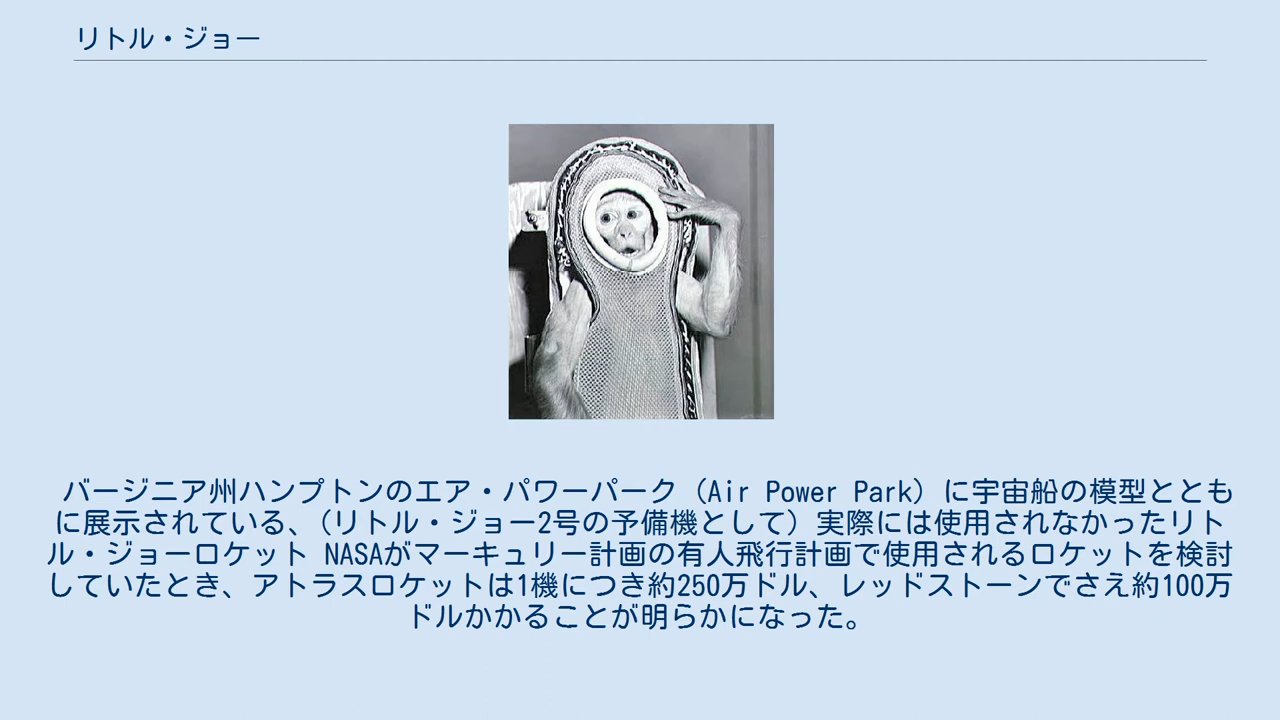 リトル・ジョー
バージニア州ハンプトンのエア・パワーパーク（Air Power Park）に宇宙船の模型ととも
に展示されている、（リトル・ジョー2号の予備機として）実際には使用されなかったリト
ル・ジョーロケット NASAがマーキュリー計画の有人飛行計画で使用されるロケットを検討
していたとき、アトラスロケットは1機につき約250万ドル、レッドストーンでさえ約100万
ドルかかることが明らかになった。